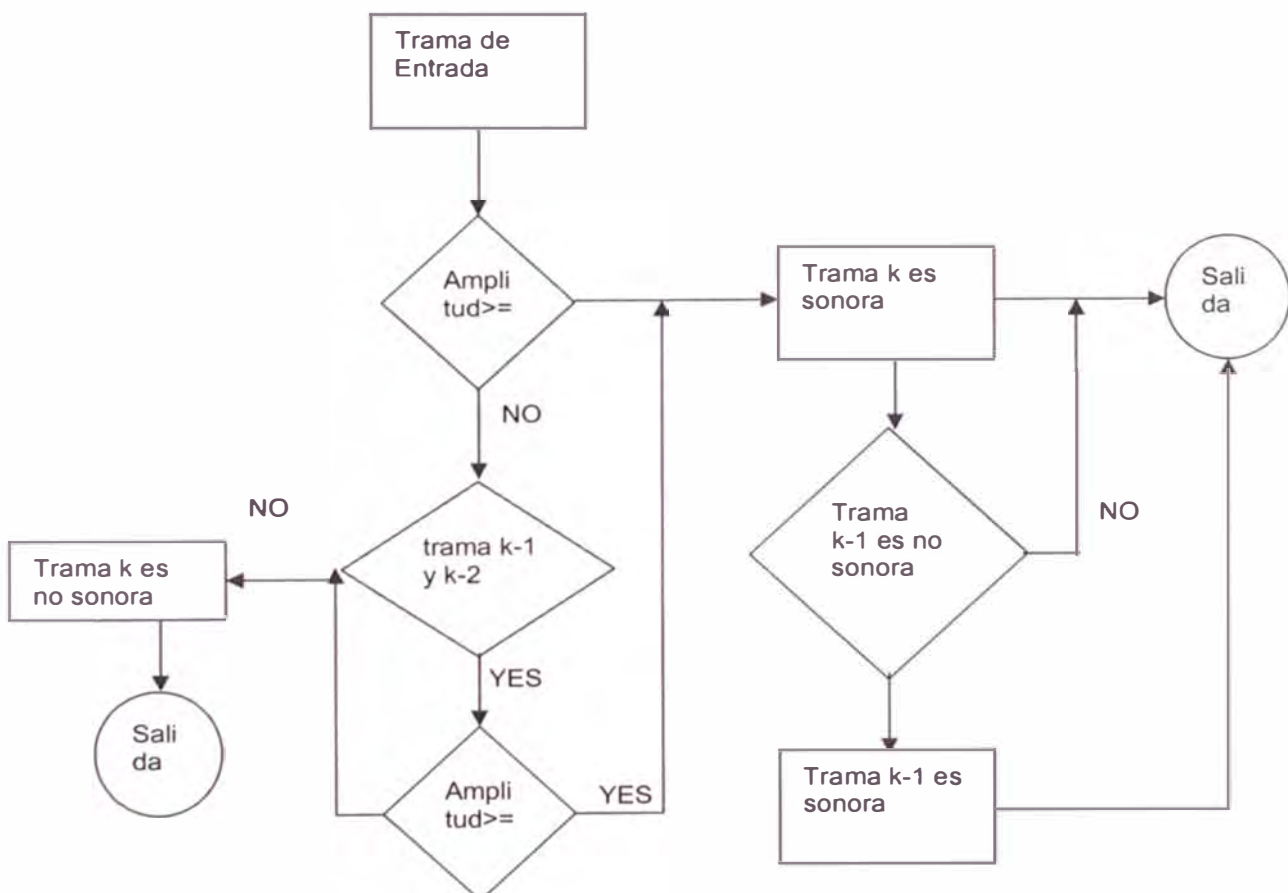 Trama de
Entrada
Ampli
tud>=
Trama k es
sonora
Sali
da
NO
NO
trama k-1
y k-2
Trama
k-1 es no
sonora
NO
Trama k es
no sonora
YES
Sali
da
Ampli
tud>=
YES
Trama k-1 es
sonora